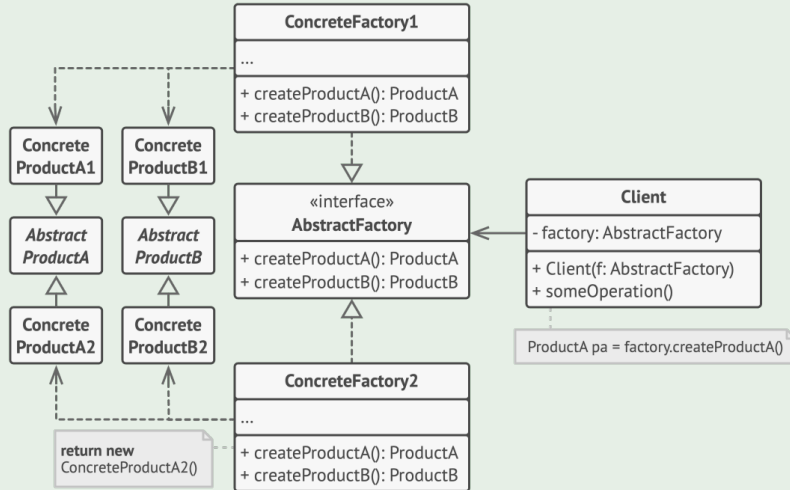 ConcreteFactory1
...
+ createProductA(): ProductA
+ createProductB(): ProductB
Concrete
ProductA1
Concrete
ProductB1
Abstract
ProductA
Abstract
ProductB
Concrete
ProductA2
Concrete
ProductB2
«interface»
AbstractFactory
+ createProductA(): ProductA
+ createProductB(): ProductB
Client
- factory: AbstractFactory
+ Client(f: AbstractFactory)
+ someOperation()
ProductA pa = factory.createProductA()
ConcreteFactory2
...
+ createProductA(): ProductA
+ createProductB(): ProductB
return new
ConcreteProductA2()